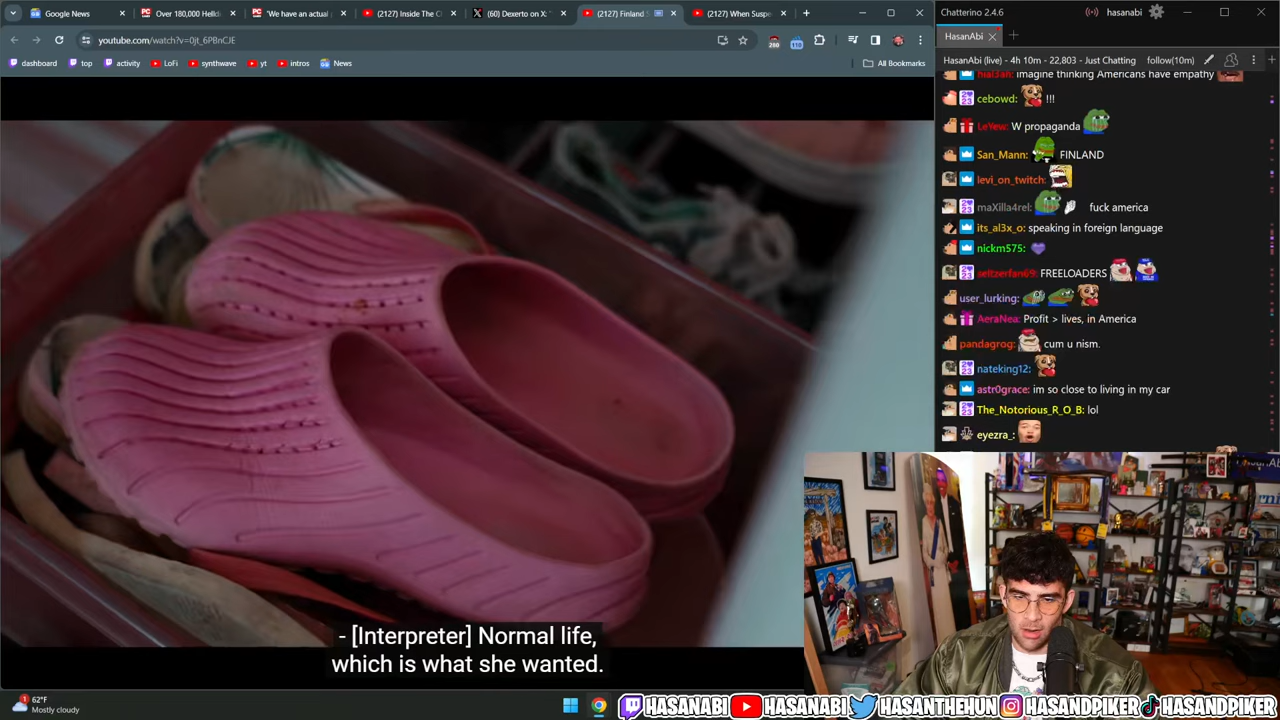 Google News
Over 180,000 Helld
"We have an actual
(2127) Inside The C
(60) Dexerto on X: "
(2127) Finland S
(2127) When Suspe
youtube.com/watch?v=0jt_6PBnCJE
280
110
dashboard
top
activity
LoFi
synthwave
yt
intros
News
All Bookmarks
- [Interpreter] Normal life,
which is what she wanted.
Chatterino 2.4.6
hasanabi
HasanAbi
HasanAbi (live) - 4h 10m - 22,803 - Just Chatting
follow(10m)
hial3ah: imagine thinking Americans have empathy
cebowd: !!!
LeYew: W propaganda
San_Mann: FINLAND
levi_on_twitch:
maXilla4rel: fuck america
its_al3x_o: speaking in foreign language
nickm575:
seltzerfan69: FREELOADERS
user_lurking:
AeraNea: Profit > lives, in America
pandagrog: cum u nism.
nateking12:
astr0grace: im so close to living in my car
The_Notorious_R_O_B: lol
eyezra_:
1
62°F
Mostly cloudy
HASANABI
HASANABI
HASANTHEHUN
HASANDPIKER
HASANDPIKER